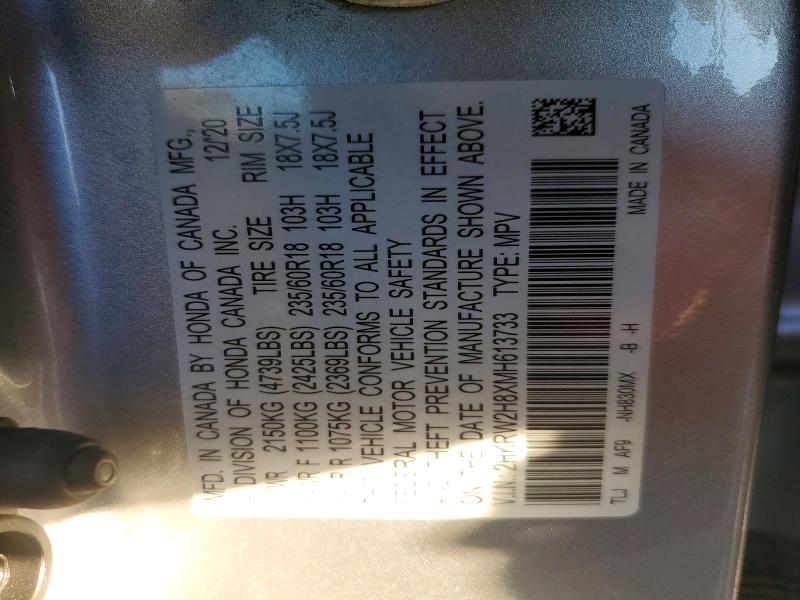 MFD. IN CANADA BY HONDA OF CANADA MFG.,
DIVISION OF HONDA CANADA INC. 12/20
2150KG (4739LBS) TIRE SIZE RIM SIZE
F 1100KG (2425LBS) 235/60R18 103H 18X7.5J
R 1075KG (2369LBS) 235/60R18 103H 18X7.5J
VEHICLE CONFORMS TO ALL APPLICABLE
FEDERAL MOTOR VEHICLE SAFETY
THEFT PREVENTION STANDARDS IN EFFECT
ON THE DATE OF MANUFACTURE SHOWN ABOVE.
V.I.N.: 2HKRW2H8XMH613733 TYPE: MPV
TLJ M AF9 -NH830MX -B -H
MADE IN CANADA